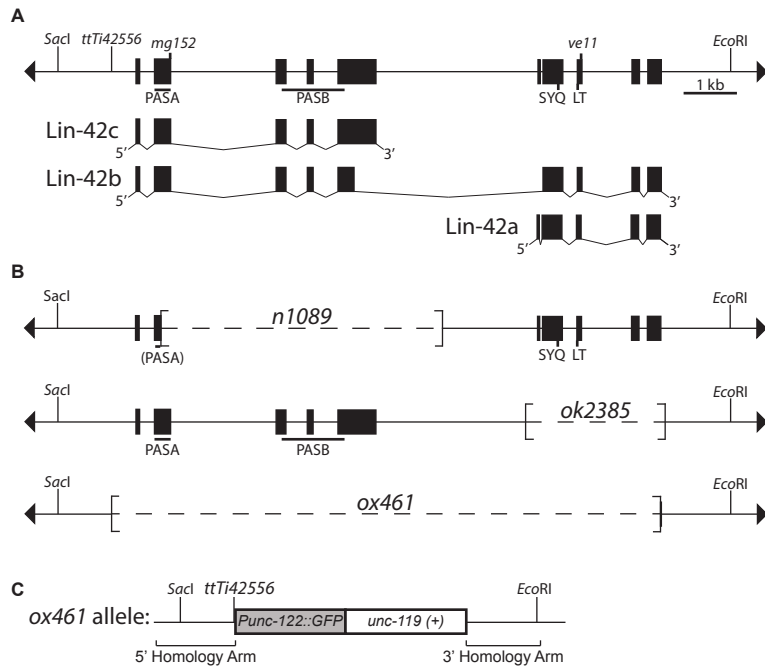 A
SacI ttTi42556 mg152 ve11 EcoRI
PASA PASB SYQ LT 1 kb
Lin-42c 5’ 3’
Lin-42b 5’ 3’
Lin-42a 5’ 3’
B
SacI n1089 EcoRI
(PASA) SYQ LT
SacI ok2385 EcoRI
PASA PASB
SacI ox461 EcoRI
C
SacI ttTi42556 EcoRI
ox461 allele: Punc-122::GFP unc-119 (+)
5’ Homology Arm 3’ Homology Arm